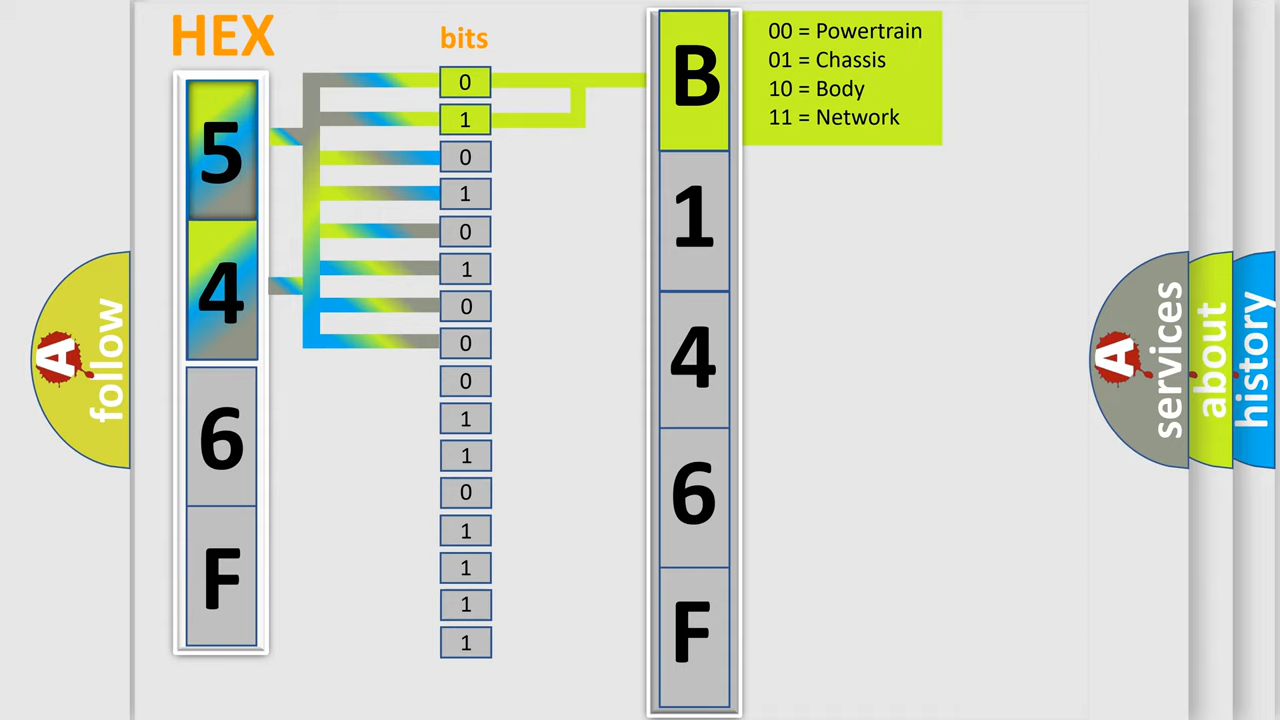 HEX
bits
5
4
6
F
0
1
0
1
0
1
0
0
0
1
1
0
1
1
1
1
B
1
4
6
F
00 = Powertrain
01 = Chassis
10 = Body
11 = Network
A
follow
A
services
about
history